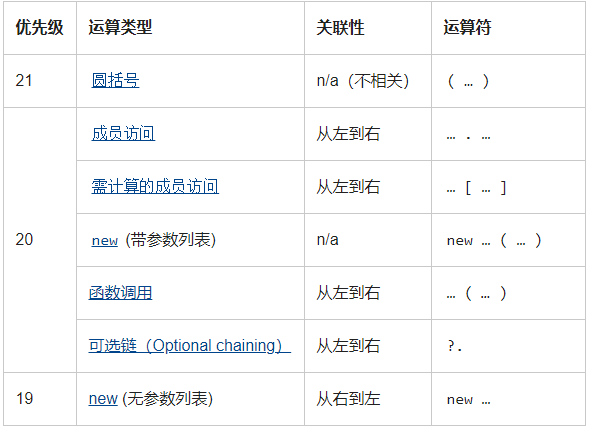 优先级 运算类型 关联性 运算符
21 圆括号 n/a（不相关） ( … )
成员访问 从左到右 … . …
需计算的成员访问 从左到右 … [ … ]
20 new (带参数列表) n/a new … ( … )
函数调用 从左到右 … ( … )
可选链（Optional chaining） 从左到右 ?.
19 new (无参数列表) 从右到左 new …